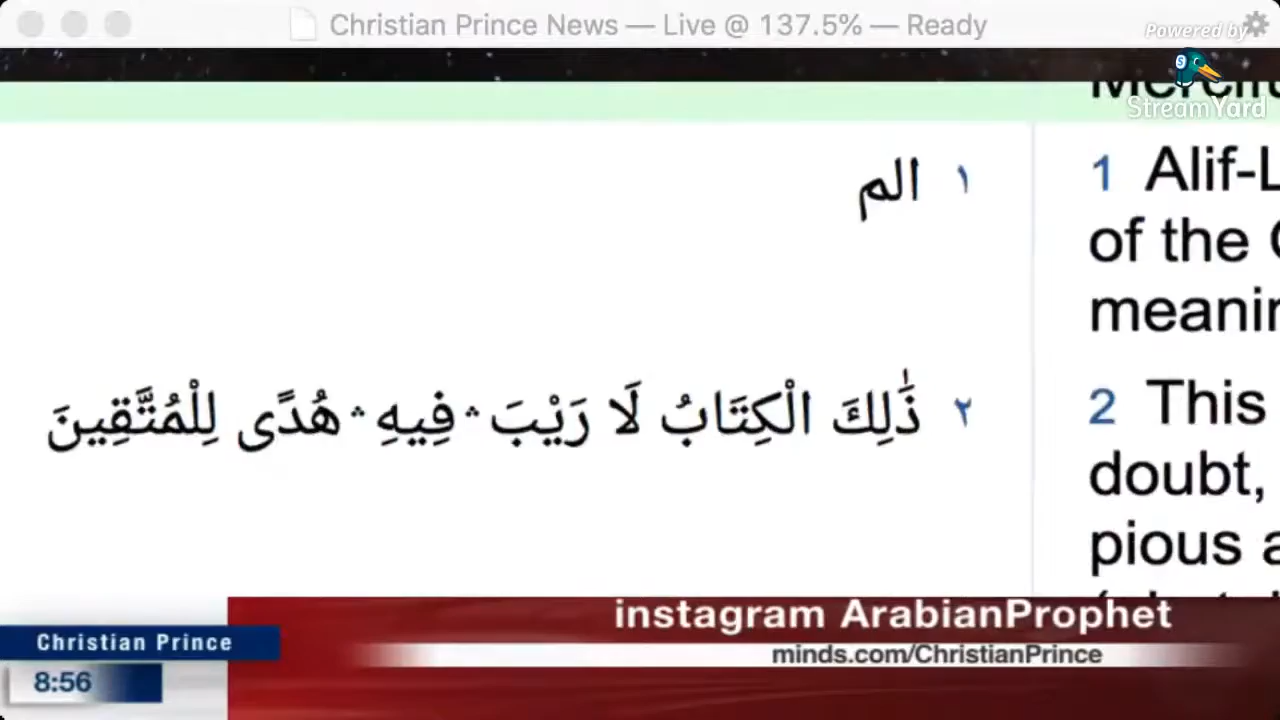 Christian Prince News — Live @ 137.5% — Ready
Powered by
StreamYard
١ الم
1 Alif-L
of the
meanin
٢ ذَٰلِكَ الْكِتَابُ لَا رَيْبَ ۛ فِيهِ ۛ هُدًى لِلْمُتَّقِينَ
2 This
doubt,
pious a
instagram ArabianProphet
Christian Prince
minds.com/ChristianPrince
8:56